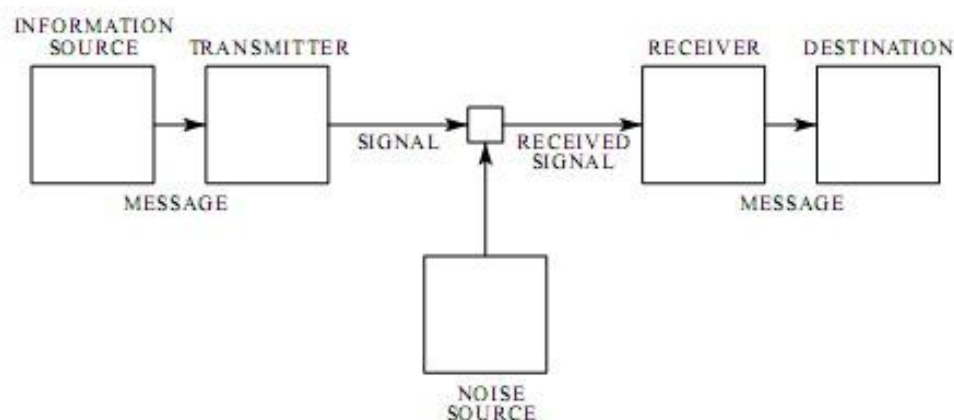 INFORMATION
SOURCE
TRANSMITTER
RECEIVER
DESTINATION
SIGNAL
RECEIVED
SIGNAL
MESSAGE
MESSAGE
NOISE
SOURCE